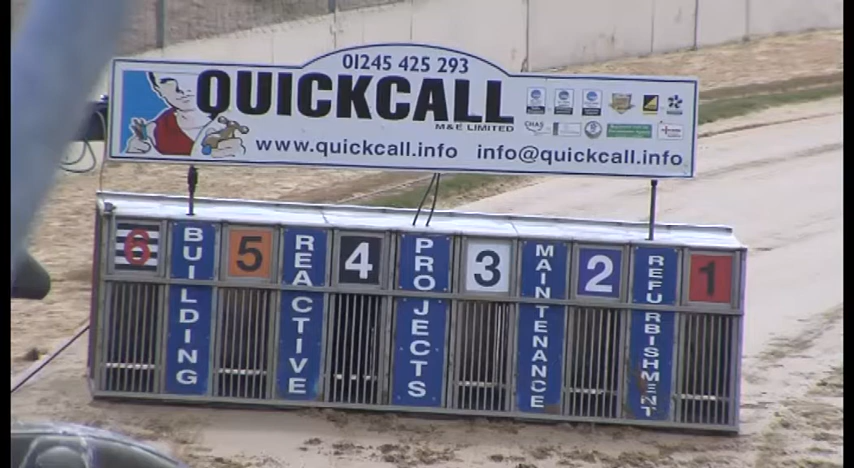 01245 425 293
QUICKCALL
M&E LIMITED
www.quickcall.info info@quickcall.info
CHAS
6 BUILDING 5 REACTIVE 4 PROJECTS 3 MAINTENANCE 2 REFURBISHMENT 1